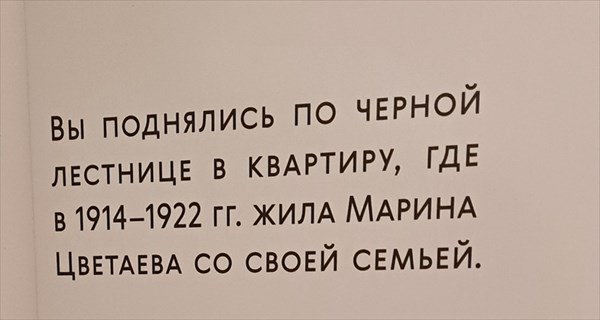 Вы поднялись по черной
лестнице в квартиру, где
в 1914–1922 гг. жила Марина
Цветаева со своей семьей.